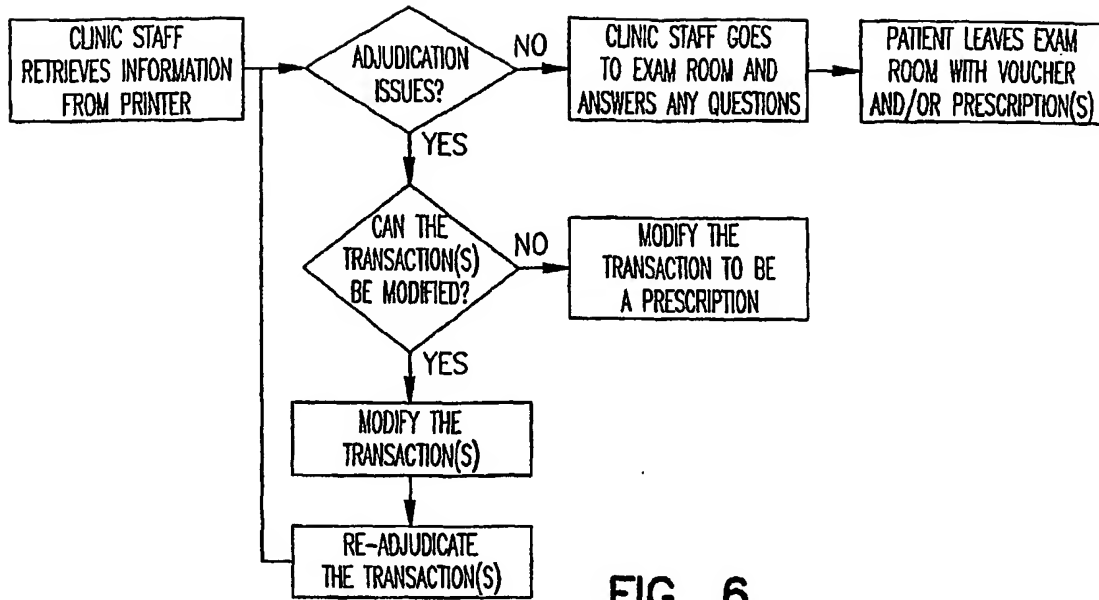 CLINIC STAFF
RETRIEVES INFORMATION
FROM PRINTER
ADJUDICATION
ISSUES?
NO
CLINIC STAFF GOES
TO EXAM ROOM AND
ANSWERS ANY QUESTIONS
PATIENT LEAVES EXAM
ROOM WITH VOUCHER
AND/OR PRESCRIPTION(S)
YES
CAN THE
TRANSACTION(S)
BE MODIFIED?
NO
MODIFY THE
TRANSACTION TO BE
A PRESCRIPTION
YES
MODIFY THE
TRANSACTION(S)
RE-ADJUDICATE
THE TRANSACTION(S)
FIG. 6